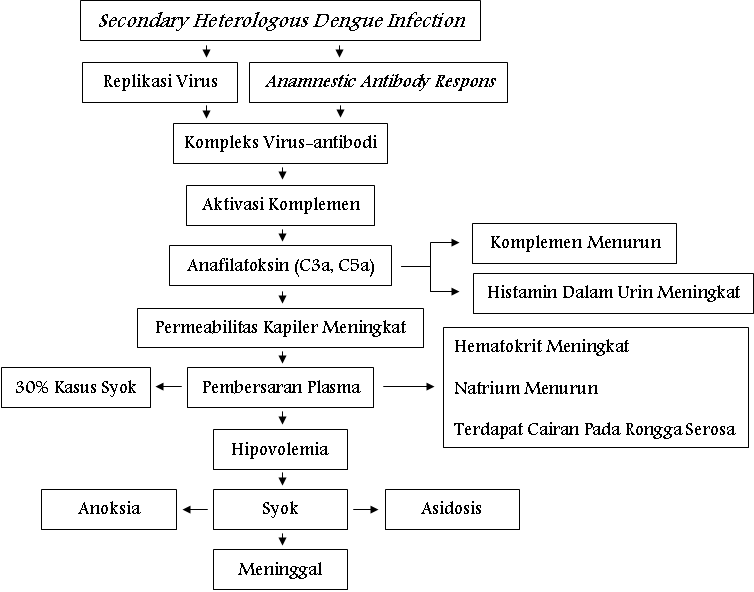 Secondary Heterologous Dengue Infection
Replikasi Virus
Anamnestic Antibody Respons
Kompleks Virus-antibodi
Aktivasi Komplemen
Anafilatoksin (C3a, C5a)
Komplemen Menurun
Histamin Dalam Urin Meningkat
Permeabilitas Kapiler Meningkat
Hematokrit Meningkat
Natrium Menurun
Terdapat Cairan Pada Rongga Serosa
30% Kasus Syok
Pembersaran Plasma
Hipovolemia
Anoksia
Syok
Asidosis
Meninggal